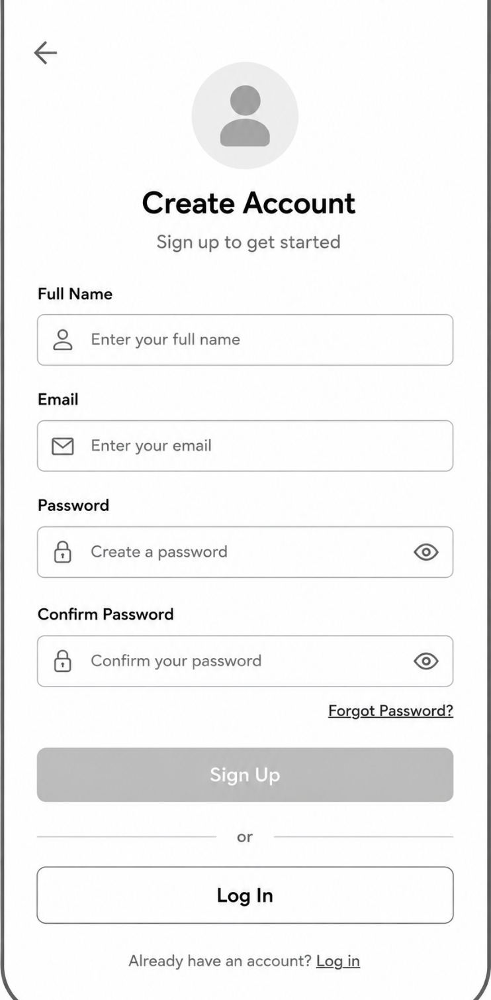 Create Account
Sign up to get started
Full Name
Enter your full name
Email
Enter your email
Password
Create a password
Confirm Password
Confirm your password
Forgot Password?
Sign Up
or
Log In
Already have an account? Log in